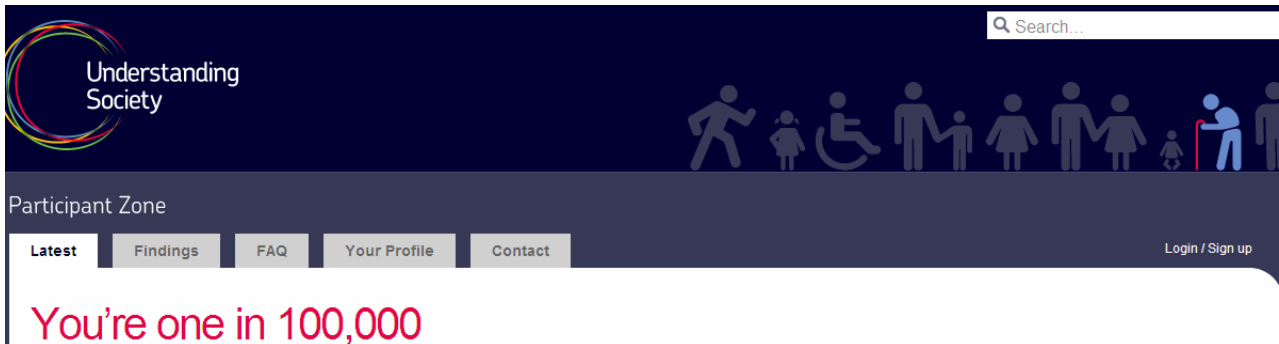 Search...
Understanding
Society
Participant Zone
Latest
Findings
FAQ
Your Profile
Contact
Login / Sign up
You're one in 100,000